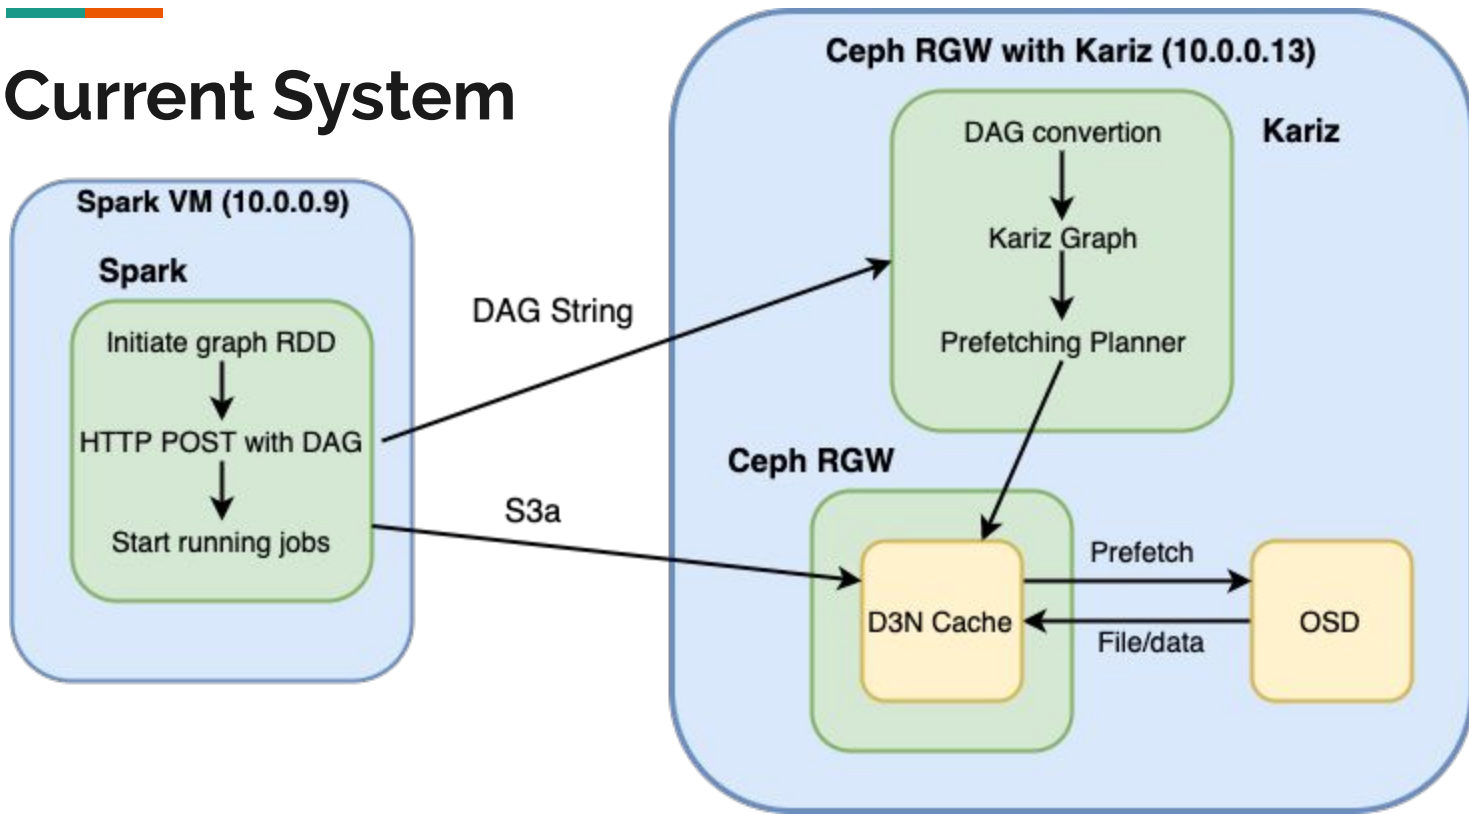 Current System
Spark VM (10.0.0.9)
Spark
Initiate graph RDD
HTTP POST with DAG
Start running jobs
DAG String
S3a
Ceph RGW with Kariz (10.0.0.13)
Kariz
DAG convertion
Kariz Graph
Prefetching Planner
Ceph RGW
D3N Cache
Prefetch
File/data
OSD